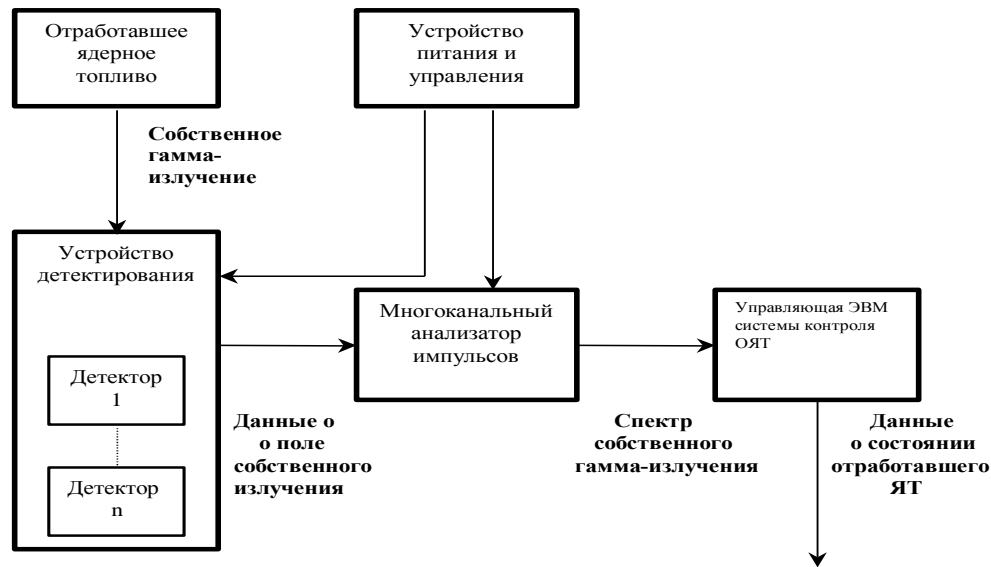 Отработавшее
ядерное
топливо
Устройство
питания и
управления
Собственное
гамма-
излучение
Устройство
детектирования
Многоканальный
анализатор
импульсов
Управляющая ЭВМ
системы контроля
ОЯТ
Детектор
1
Детектор
n
Данные о
о поле
собственного
излучения
Спектр
собственного
гамма-излучения
Данные
о состоянии
отработавшего
ЯТ